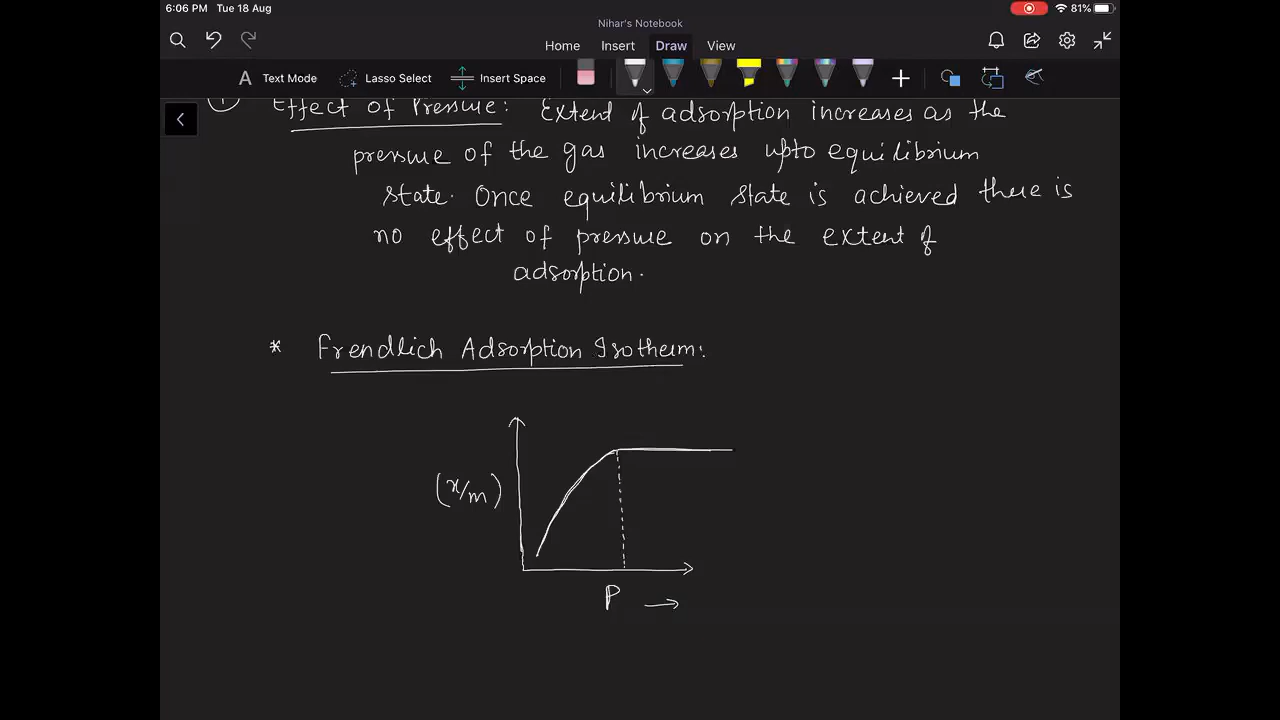 6:06 PM Tue 18 Aug
81%
Nihar's Notebook
Home Insert Draw View
Text Mode Lasso Select Insert Space
① Effect of Pressure: Extent of adsorption increases as the
pressure of the gas increases upto equilibrium
state. Once equilibrium state is achieved there is
no effect of pressure on the extent of
adsorption.
* Frendlich Adsorption Isotherm:
(x/m)
P →